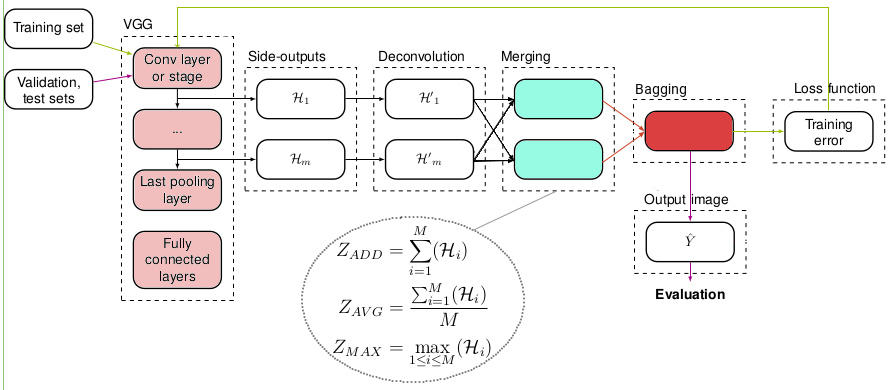 Training set
Validation,
test sets
VGG
Conv layer
or stage
...
Last pooling
layer
Fully
connected
layers
Side-outputs
$\mathcal{H}_1$
$\mathcal{H}_m$
Deconvolution
$\mathcal{H}'_1$
$\mathcal{H}'_m$
Merging
Bagging
Loss function
Training
error
Output image
$\hat{Y}$
Evaluation
$Z_{ADD} = \sum_{i=1}^{M} (\mathcal{H}_i)$
$Z_{AVG} = \frac{\sum_{i=1}^{M} (\mathcal{H}_i)}{M}$
$Z_{MAX} = \max_{1 \leq i \leq M} (\mathcal{H}_i)$